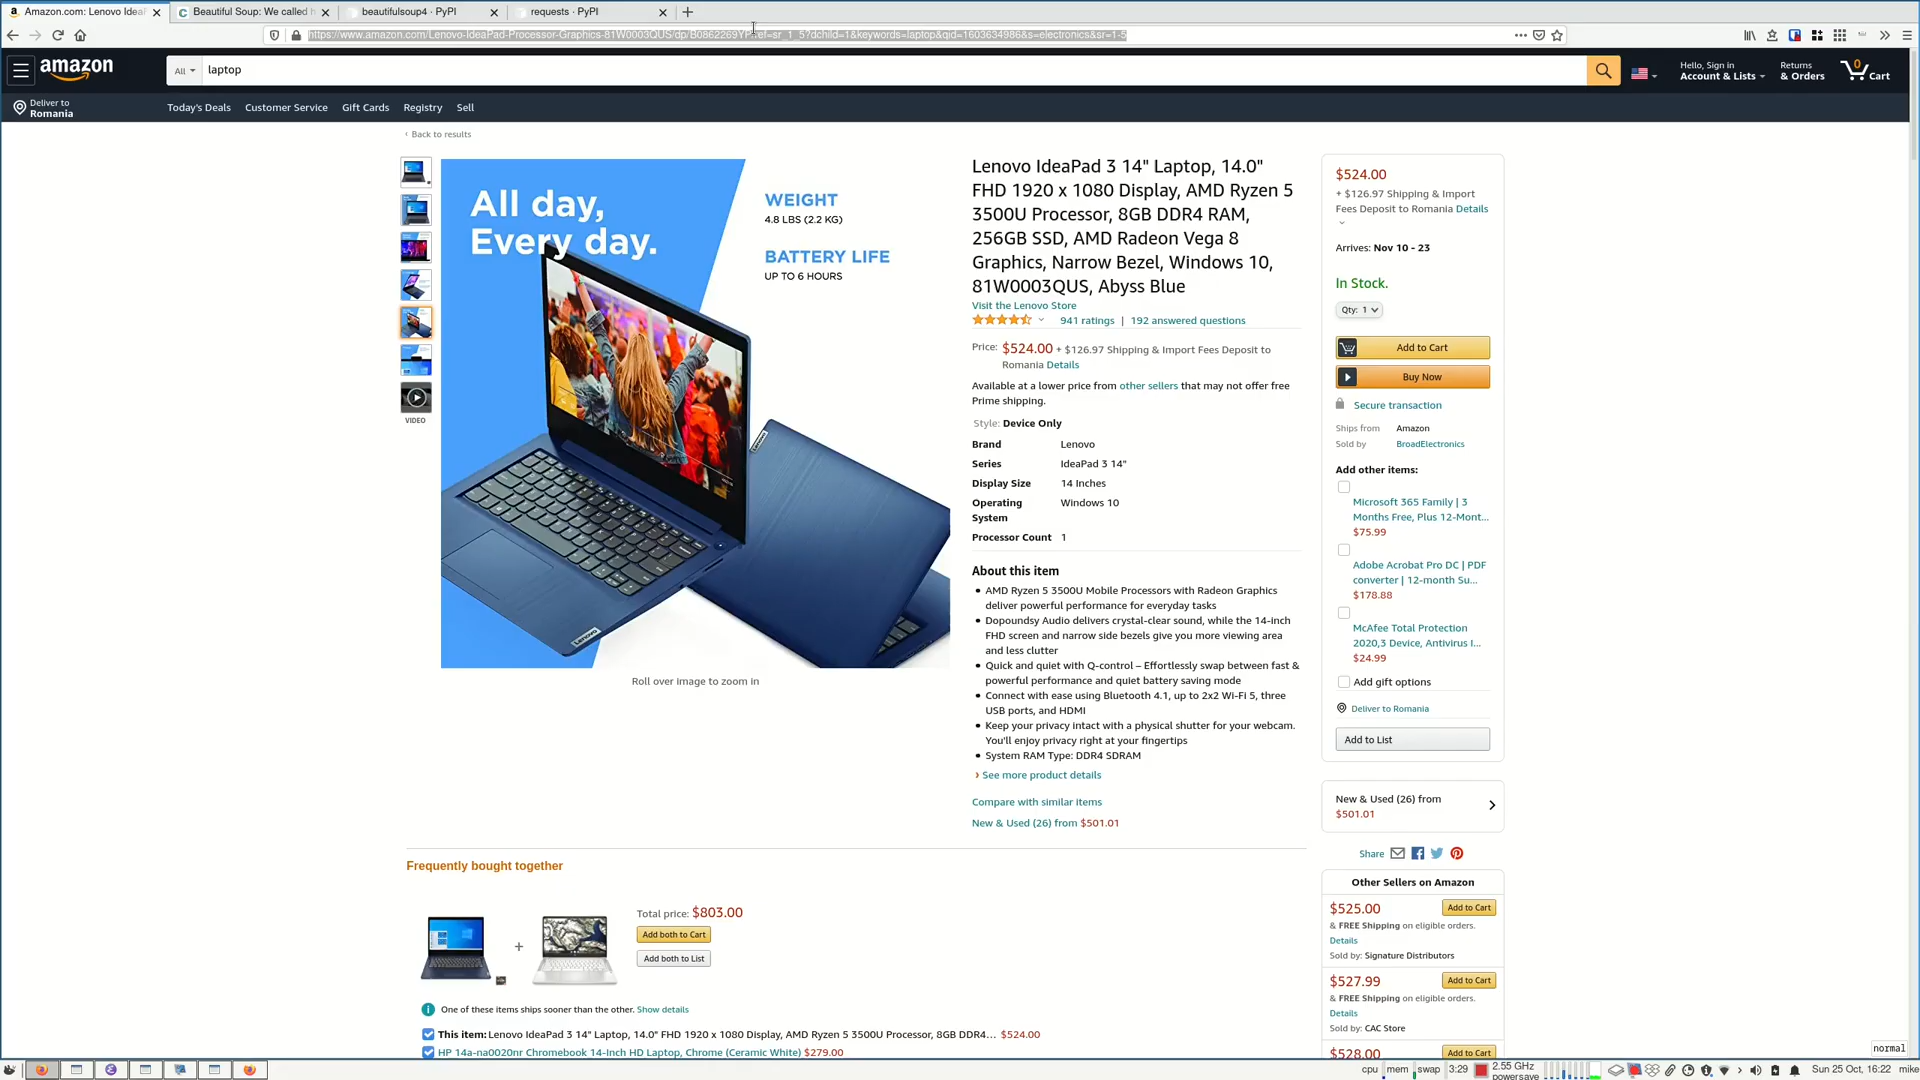 Amazon.com: Lenovo Idea
Beautiful Soup: We called h
beautifulsoup4 · PyPI
requests · PyPI
https://www.amazon.com/Lenovo-IdeaPad-Processor-Graphics-81W0003QUS/dp/B0862269YP?ref=sr_1_5?dchild=1&keywords=laptop&qid=1603634986&s=electronics&sr=1-5
amazon
All
laptop
Hello, Sign in
Account & Lists
Returns
& Orders
0
Cart
Deliver to
Romania
Today's Deals
Customer Service
Gift Cards
Registry
Sell
‹ Back to results
All day,
Every day.
WEIGHT
4.8 LBS (2.2 KG)
BATTERY LIFE
UP TO 6 HOURS
Lenovo
Lenovo
VIDEO
Roll over image to zoom in
Lenovo IdeaPad 3 14" Laptop, 14.0"
FHD 1920 x 1080 Display, AMD Ryzen 5
3500U Processor, 8GB DDR4 RAM,
256GB SSD, AMD Radeon Vega 8
Graphics, Narrow Bezel, Windows 10,
81W0003QUS, Abyss Blue
Visit the Lenovo Store
941 ratings | 192 answered questions
Price: $524.00 + $126.97 Shipping & Import Fees Deposit to
Romania Details
Available at a lower price from other sellers that may not offer free
Prime shipping.
Style: Device Only
Brand Lenovo
Series IdeaPad 3 14"
Display Size 14 Inches
Operating Windows 10
System
Processor Count 1
About this item
• AMD Ryzen 5 3500U Mobile Processors with Radeon Graphics
deliver powerful performance for everyday tasks
• Dopoundsy Audio delivers crystal-clear sound, while the 14-inch
FHD screen and narrow side bezels give you more viewing area
and less clutter
• Quick and quiet with Q-control – Effortlessly swap between fast &
powerful performance and quiet battery saving mode
• Connect with ease using Bluetooth 4.1, up to 2x2 Wi-Fi 5, three
USB ports, and HDMI
• Keep your privacy intact with a physical shutter for your webcam.
You'll enjoy privacy right at your fingertips
• System RAM Type: DDR4 SDRAM
› See more product details
Compare with similar items
New & Used (26) from $501.01
$524.00
+ $126.97 Shipping & Import
Fees Deposit to Romania Details
Arrives: Nov 10 - 23
In Stock.
Qty: 1
Add to Cart
Buy Now
Secure transaction
Ships from Amazon
Sold by BroadElectronics
Add other items:
Microsoft 365 Family | 3
Months Free, Plus 12-Mont...
$75.99
Adobe Acrobat Pro DC | PDF
converter | 12-month Su...
$178.88
McAfee Total Protection
2020,3 Device, Antivirus I...
$24.99
Add gift options
Deliver to Romania
Add to List
New & Used (26) from
$501.01
Share
Other Sellers on Amazon
$525.00
Add to Cart
& FREE Shipping on eligible orders.
Details
Sold by: Signature Distributors
$527.99
Add to Cart
& FREE Shipping on eligible orders.
Details
Sold by: CAC Store
$528.00
Add to Cart
Frequently bought together
+
Total price: $803.00
Add both to Cart
Add both to List
One of these items ships sooner than the other. Show details
This item: Lenovo IdeaPad 3 14" Laptop, 14.0" FHD 1920 x 1080 Display, AMD Ryzen 5 3500U Processor, 8GB DDR4... $524.00
HP 14a-na0020nr Chromebook 14-Inch HD Laptop, Chrome (Ceramic White) $279.00
normal
cpu mem swap 3:29 2.55 GHz
powersave
Sun 25 Oct, 16:22 mike